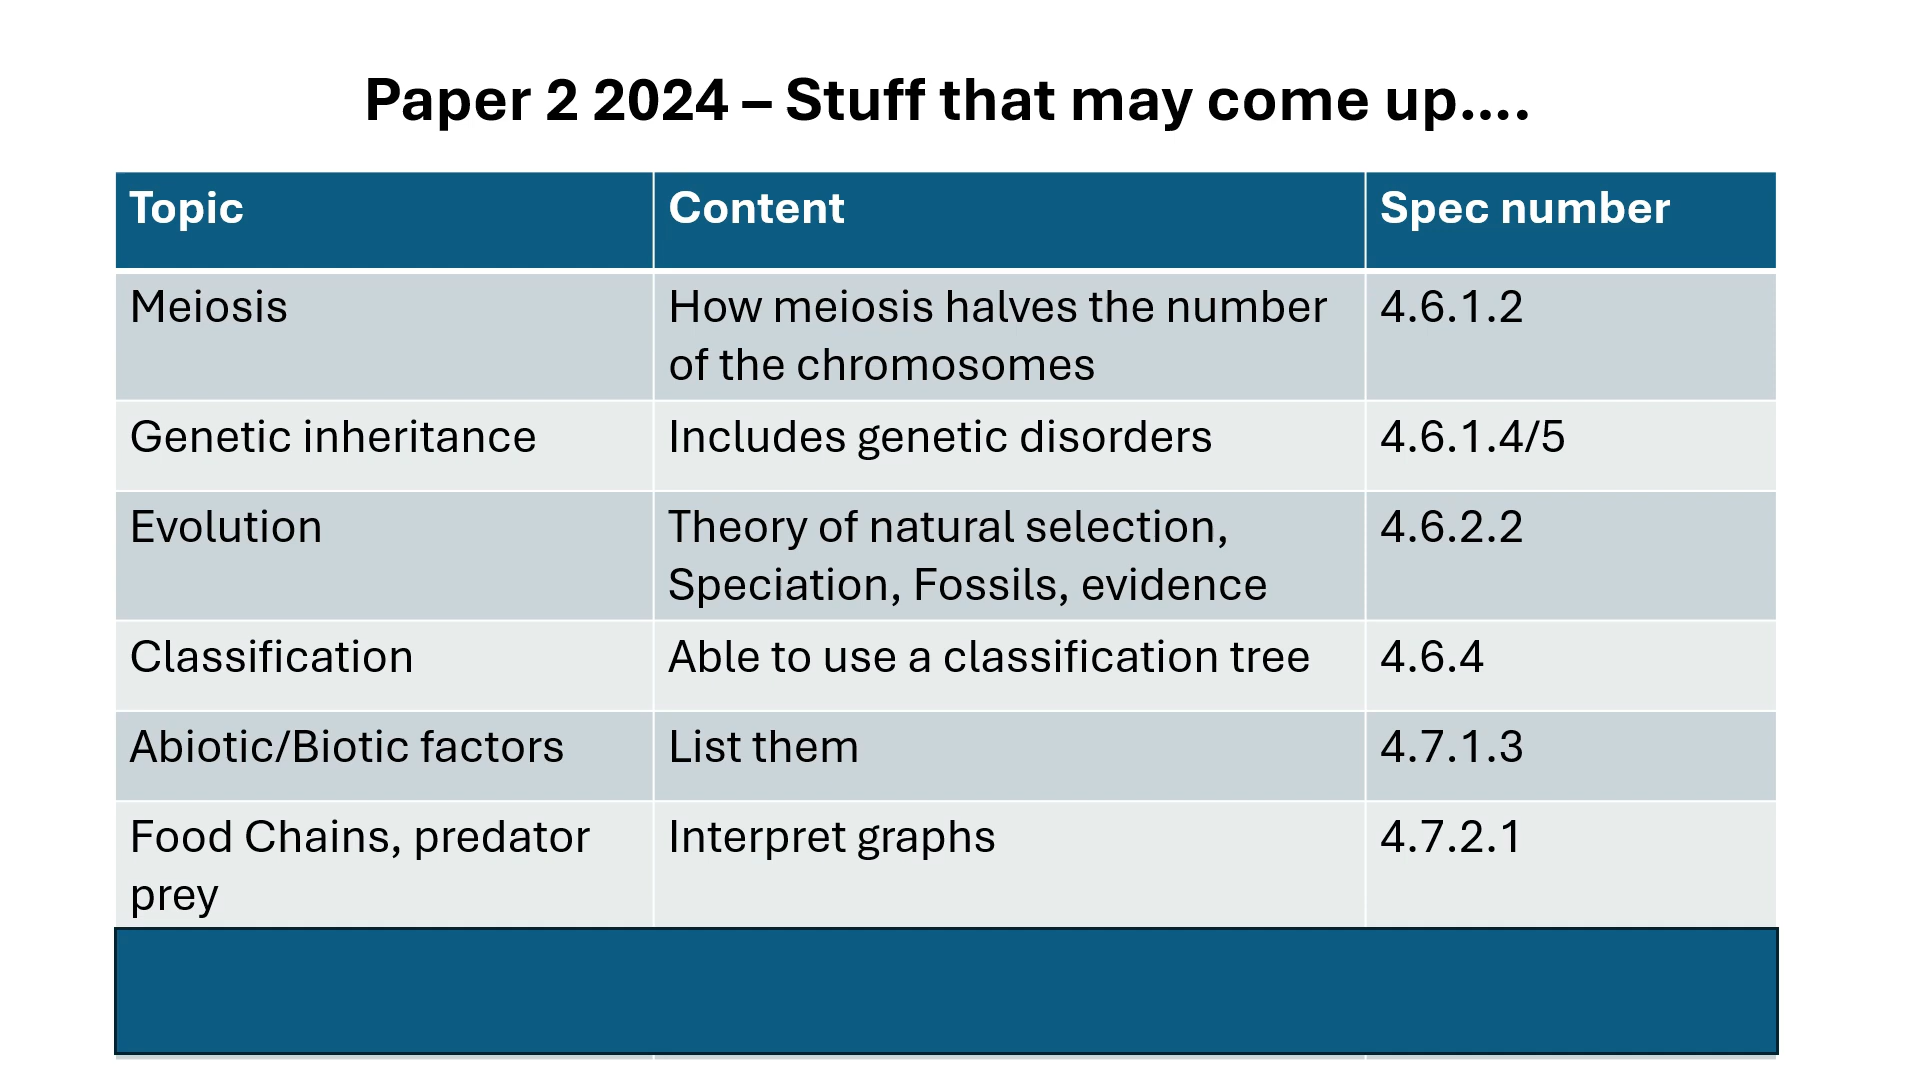 Paper 2 2024 – Stuff that may come up....
Topic Content Spec number
Meiosis How meiosis halves the number 4.6.1.2
of the chromosomes
Genetic inheritance Includes genetic disorders 4.6.1.4/5
Evolution Theory of natural selection, 4.6.2.2
Speciation, Fossils, evidence
Classification Able to use a classification tree 4.6.4
Abiotic/Biotic factors List them 4.7.1.3
Food Chains, predator Interpret graphs 4.7.2.1
prey